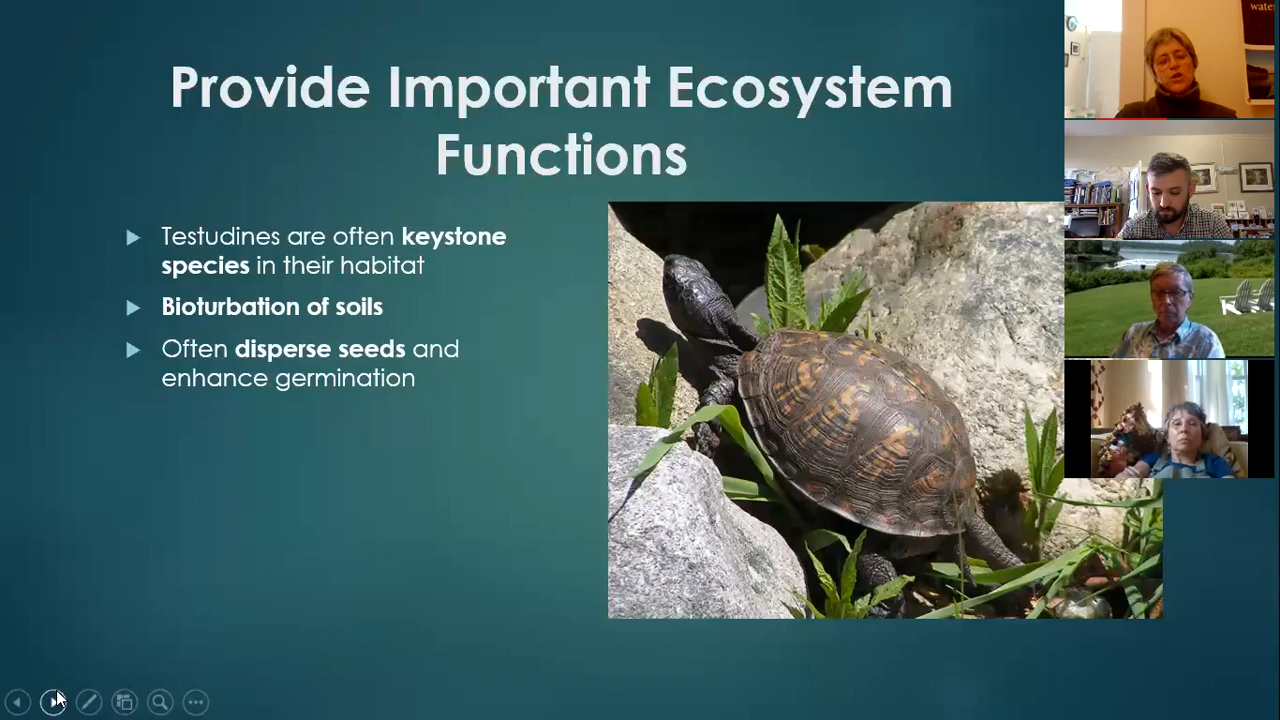 Provide Important Ecosystem
Functions
Testudines are often keystone
species in their habitat
Bioturbation of soils
Often disperse seeds and
enhance germination
water